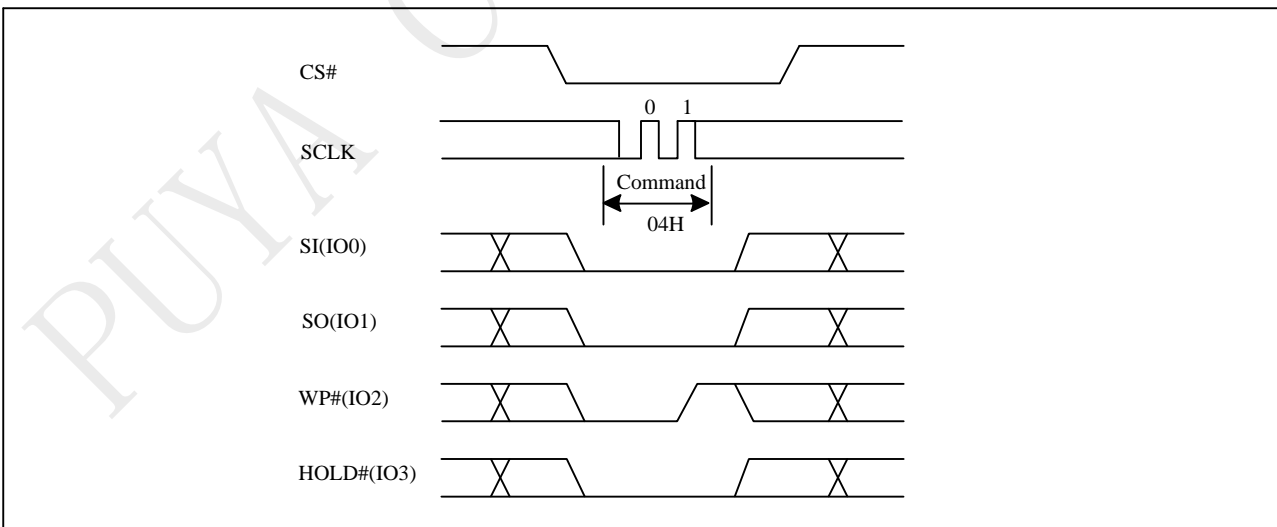 CS#
0 1
SCLK
Command
04H
SI(IO0)
SO(IO1)
WP#(IO2)
HOLD#(IO3)
PUYA